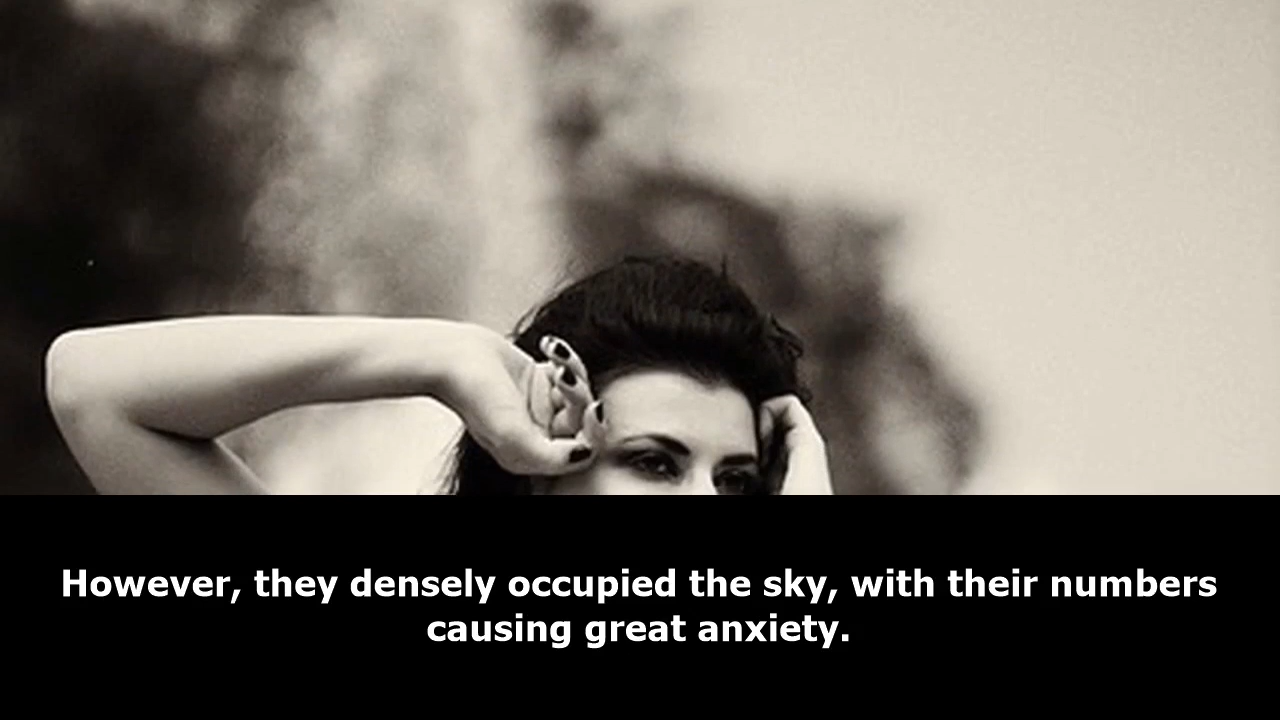 However, they densely occupied the sky, with their numbers
causing great anxiety.